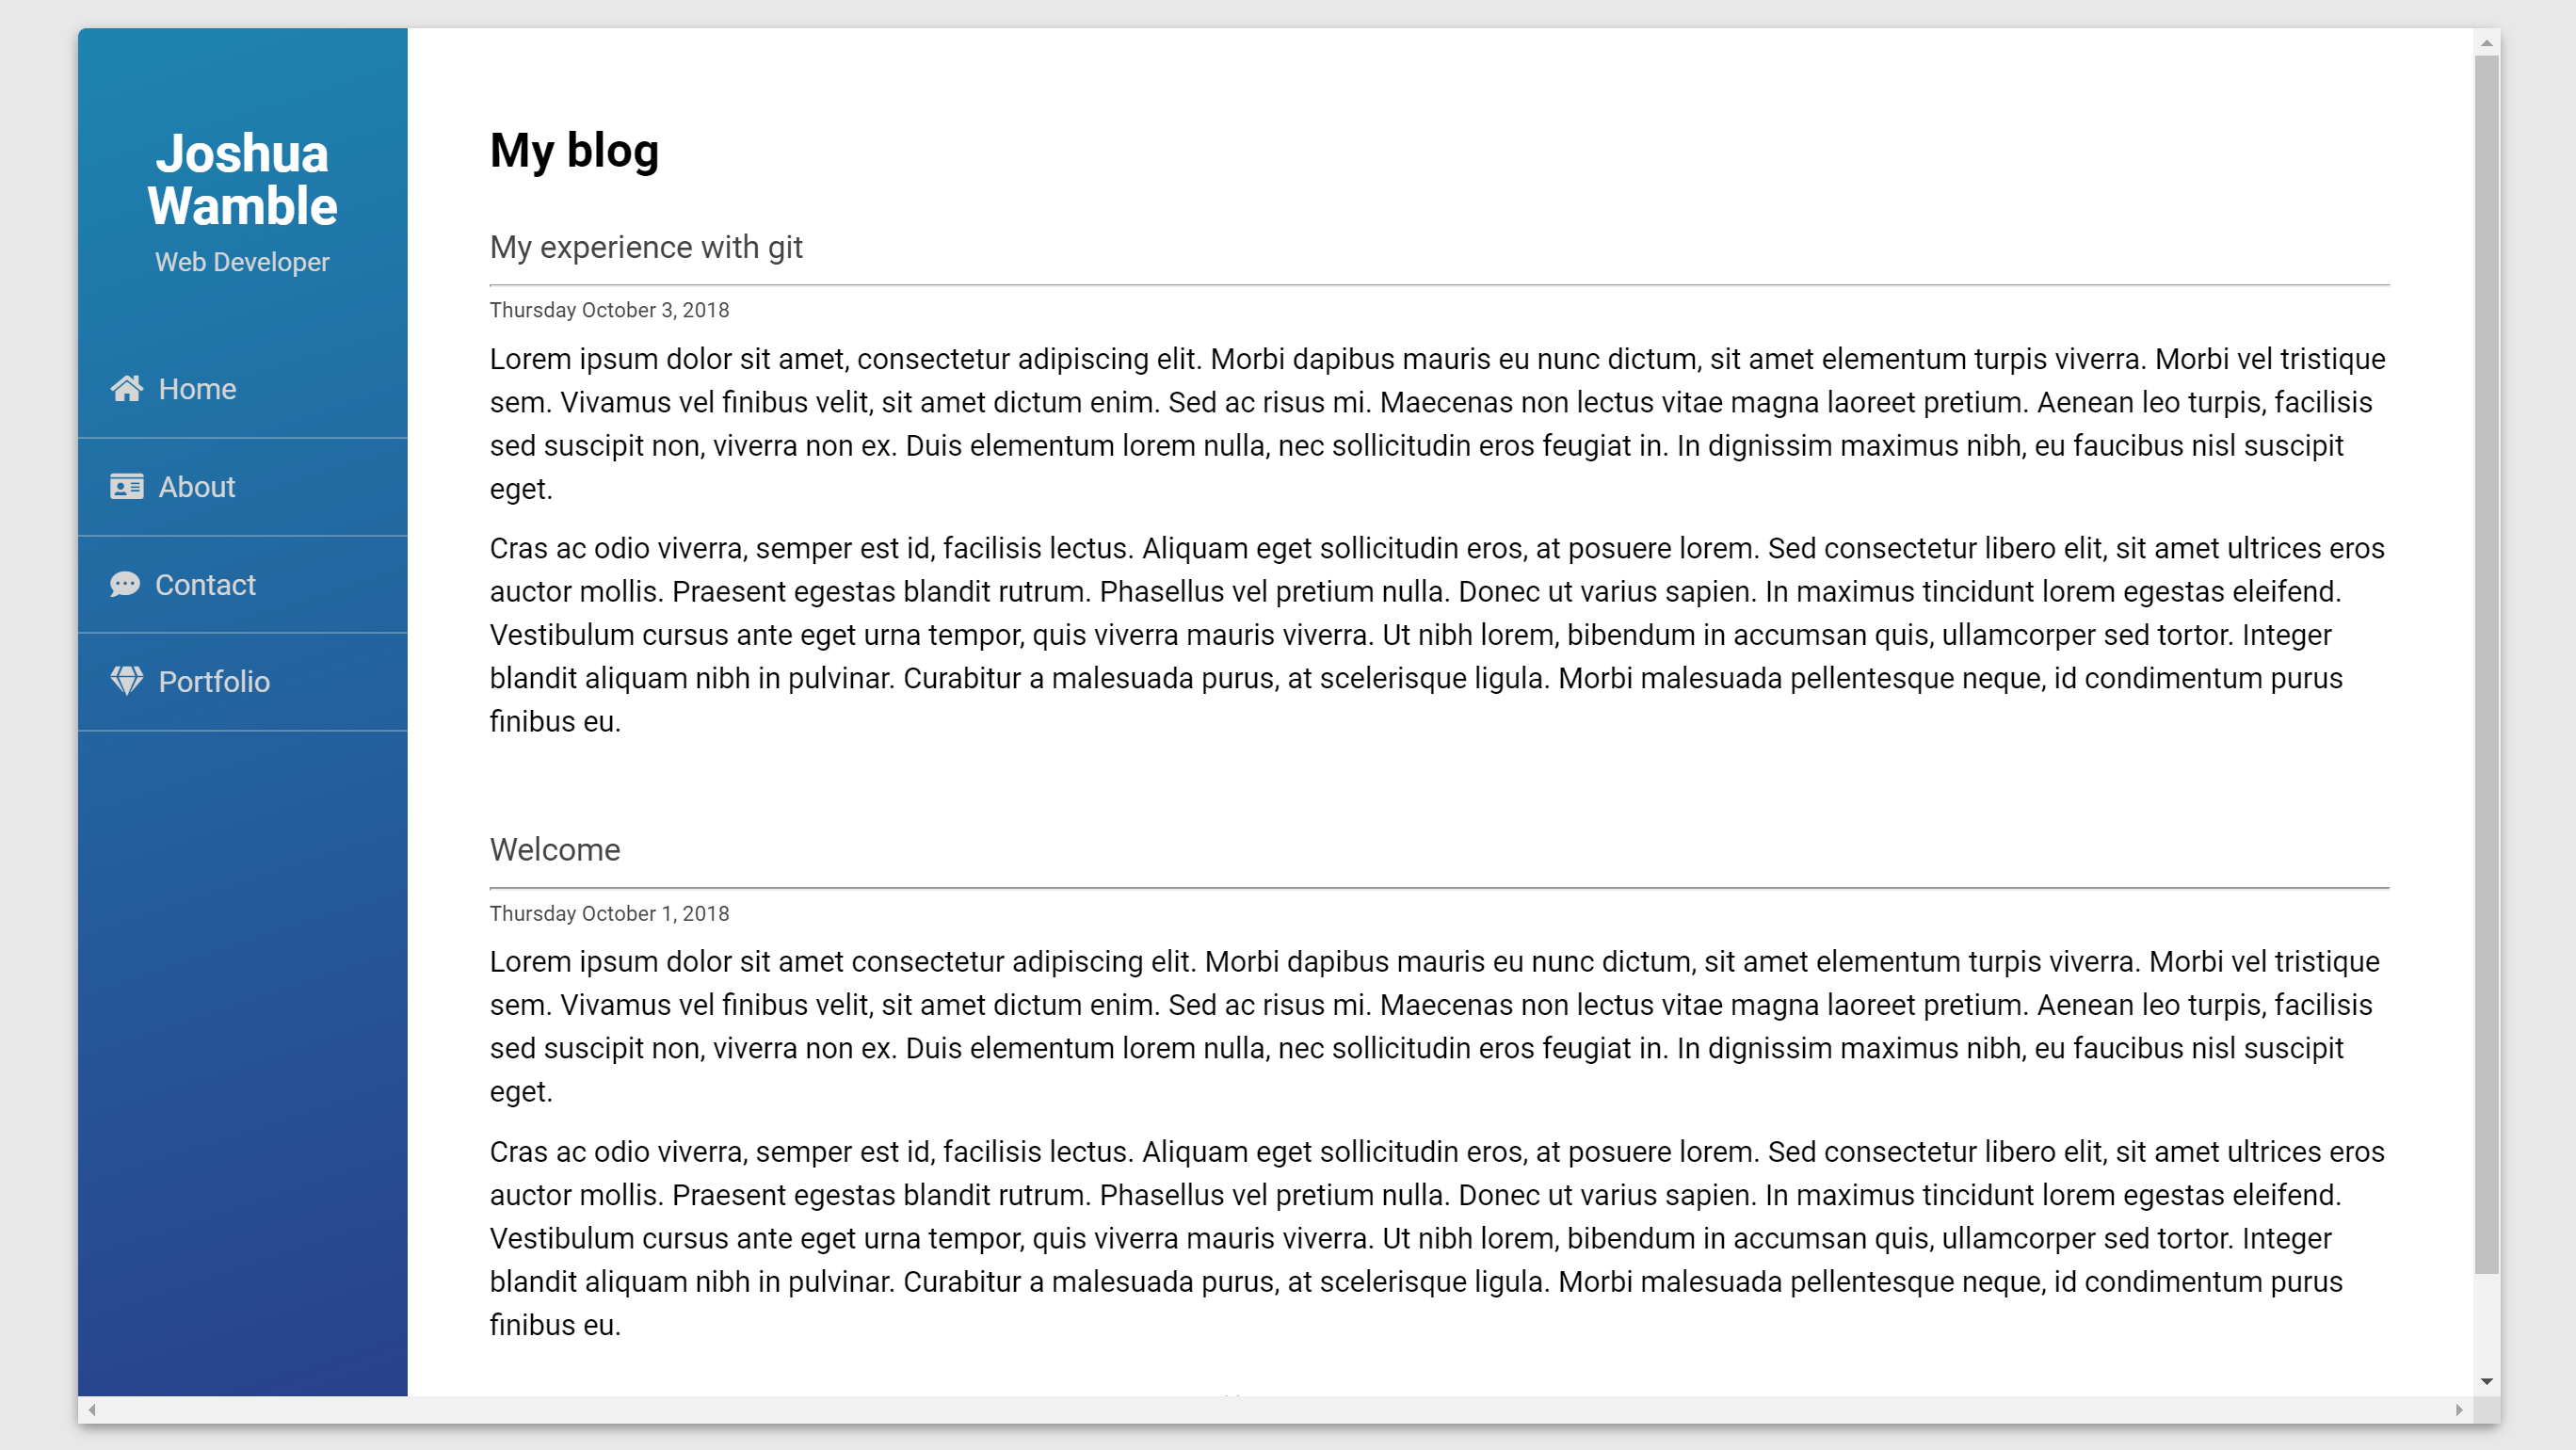 Joshua
Wamble
Web Developer
Home
About
Contact
Portfolio
My blog
My experience with git
Thursday October 3, 2018
Lorem ipsum dolor sit amet, consectetur adipiscing elit. Morbi dapibus mauris eu nunc dictum, sit amet elementum turpis viverra. Morbi vel tristique
sem. Vivamus vel finibus velit, sit amet dictum enim. Sed ac risus mi. Maecenas non lectus vitae magna laoreet pretium. Aenean leo turpis, facilisis
sed suscipit non, viverra non ex. Duis elementum lorem nulla, nec sollicitudin eros feugiat in. In dignissim maximus nibh, eu faucibus nisl suscipit
eget.
Cras ac odio viverra, semper est id, facilisis lectus. Aliquam eget sollicitudin eros, at posuere lorem. Sed consectetur libero elit, sit amet ultrices eros
auctor mollis. Praesent egestas blandit rutrum. Phasellus vel pretium nulla. Donec ut varius sapien. In maximus tincidunt lorem egestas eleifend.
Vestibulum cursus ante eget urna tempor, quis viverra mauris viverra. Ut nibh lorem, bibendum in accumsan quis, ullamcorper sed tortor. Integer
blandit aliquam nibh in pulvinar. Curabitur a malesuada purus, at scelerisque ligula. Morbi malesuada pellentesque neque, id condimentum purus
finibus eu.
Welcome
Thursday October 1, 2018
Lorem ipsum dolor sit amet consectetur adipiscing elit. Morbi dapibus mauris eu nunc dictum, sit amet elementum turpis viverra. Morbi vel tristique
sem. Vivamus vel finibus velit, sit amet dictum enim. Sed ac risus mi. Maecenas non lectus vitae magna laoreet pretium. Aenean leo turpis, facilisis
sed suscipit non, viverra non ex. Duis elementum lorem nulla, nec sollicitudin eros feugiat in. In dignissim maximus nibh, eu faucibus nisl suscipit
eget.
Cras ac odio viverra, semper est id, facilisis lectus. Aliquam eget sollicitudin eros, at posuere lorem. Sed consectetur libero elit, sit amet ultrices eros
auctor mollis. Praesent egestas blandit rutrum. Phasellus vel pretium nulla. Donec ut varius sapien. In maximus tincidunt lorem egestas eleifend.
Vestibulum cursus ante eget urna tempor, quis viverra mauris viverra. Ut nibh lorem, bibendum in accumsan quis, ullamcorper sed tortor. Integer
blandit aliquam nibh in pulvinar. Curabitur a malesuada purus, at scelerisque ligula. Morbi malesuada pellentesque neque, id condimentum purus
finibus eu.